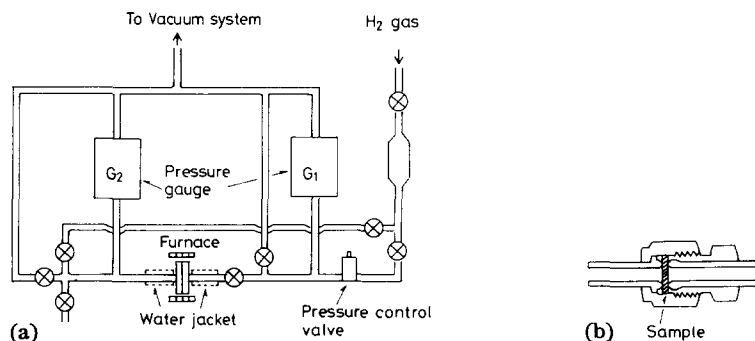 To Vacuum system
H₂ gas
G₂
Pressure
gauge
G₁
Furnace
Water jacket
Pressure control
valve
(a)
(b)
Sample